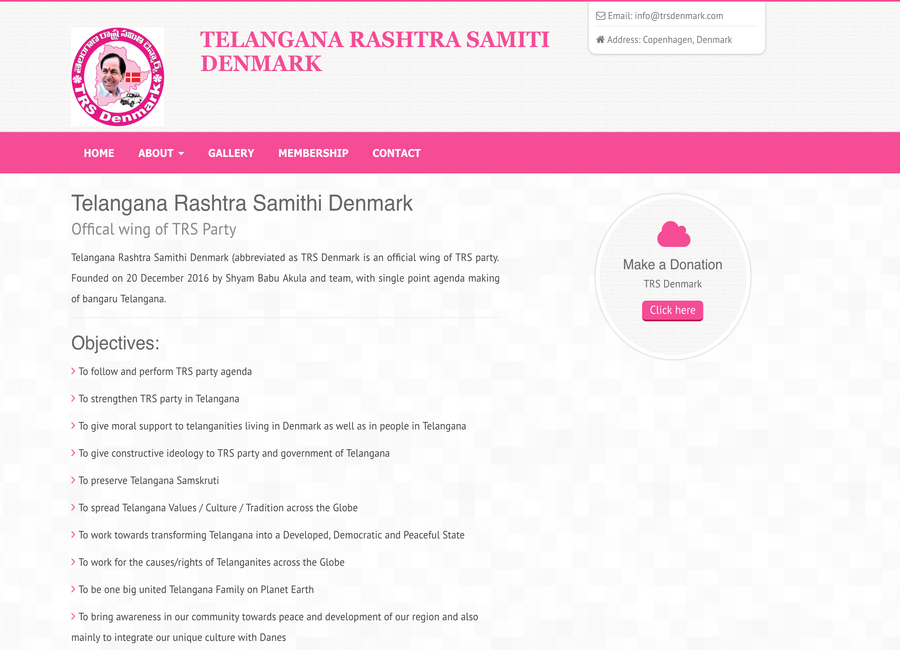 తెలంగాణ రాష్ట్ర సమితి డెన్మార్క్
TRS Denmark
TELANGANA RASHTRA SAMITI
DENMARK
Email: info@trsdenmark.com
Address: Copenhagen, Denmark
HOME ABOUT GALLERY MEMBERSHIP CONTACT
Telangana Rashtra Samithi Denmark
Offical wing of TRS Party
Telangana Rashtra Samithi Denmark (abbreviated as TRS Denmark is an official wing of TRS party.
Founded on 20 December 2016 by Shyam Babu Akula and team, with single point agenda making
of bangaru Telangana.
Make a Donation
TRS Denmark
Click here
Objectives:
To follow and perform TRS party agenda
To strengthen TRS party in Telangana
To give moral support to telanganities living in Denmark as well as in people in Telangana
To give constructive ideology to TRS party and government of Telangana
To preserve Telangana Samskruti
To spread Telangana Values / Culture / Tradition across the Globe
To work towards transforming Telangana into a Developed, Democratic and Peaceful State
To work for the causes/rights of Telanganites across the Globe
To be one big united Telangana Family on Planet Earth
To bring awareness in our community towards peace and development of our region and also
mainly to integrate our unique culture with Danes